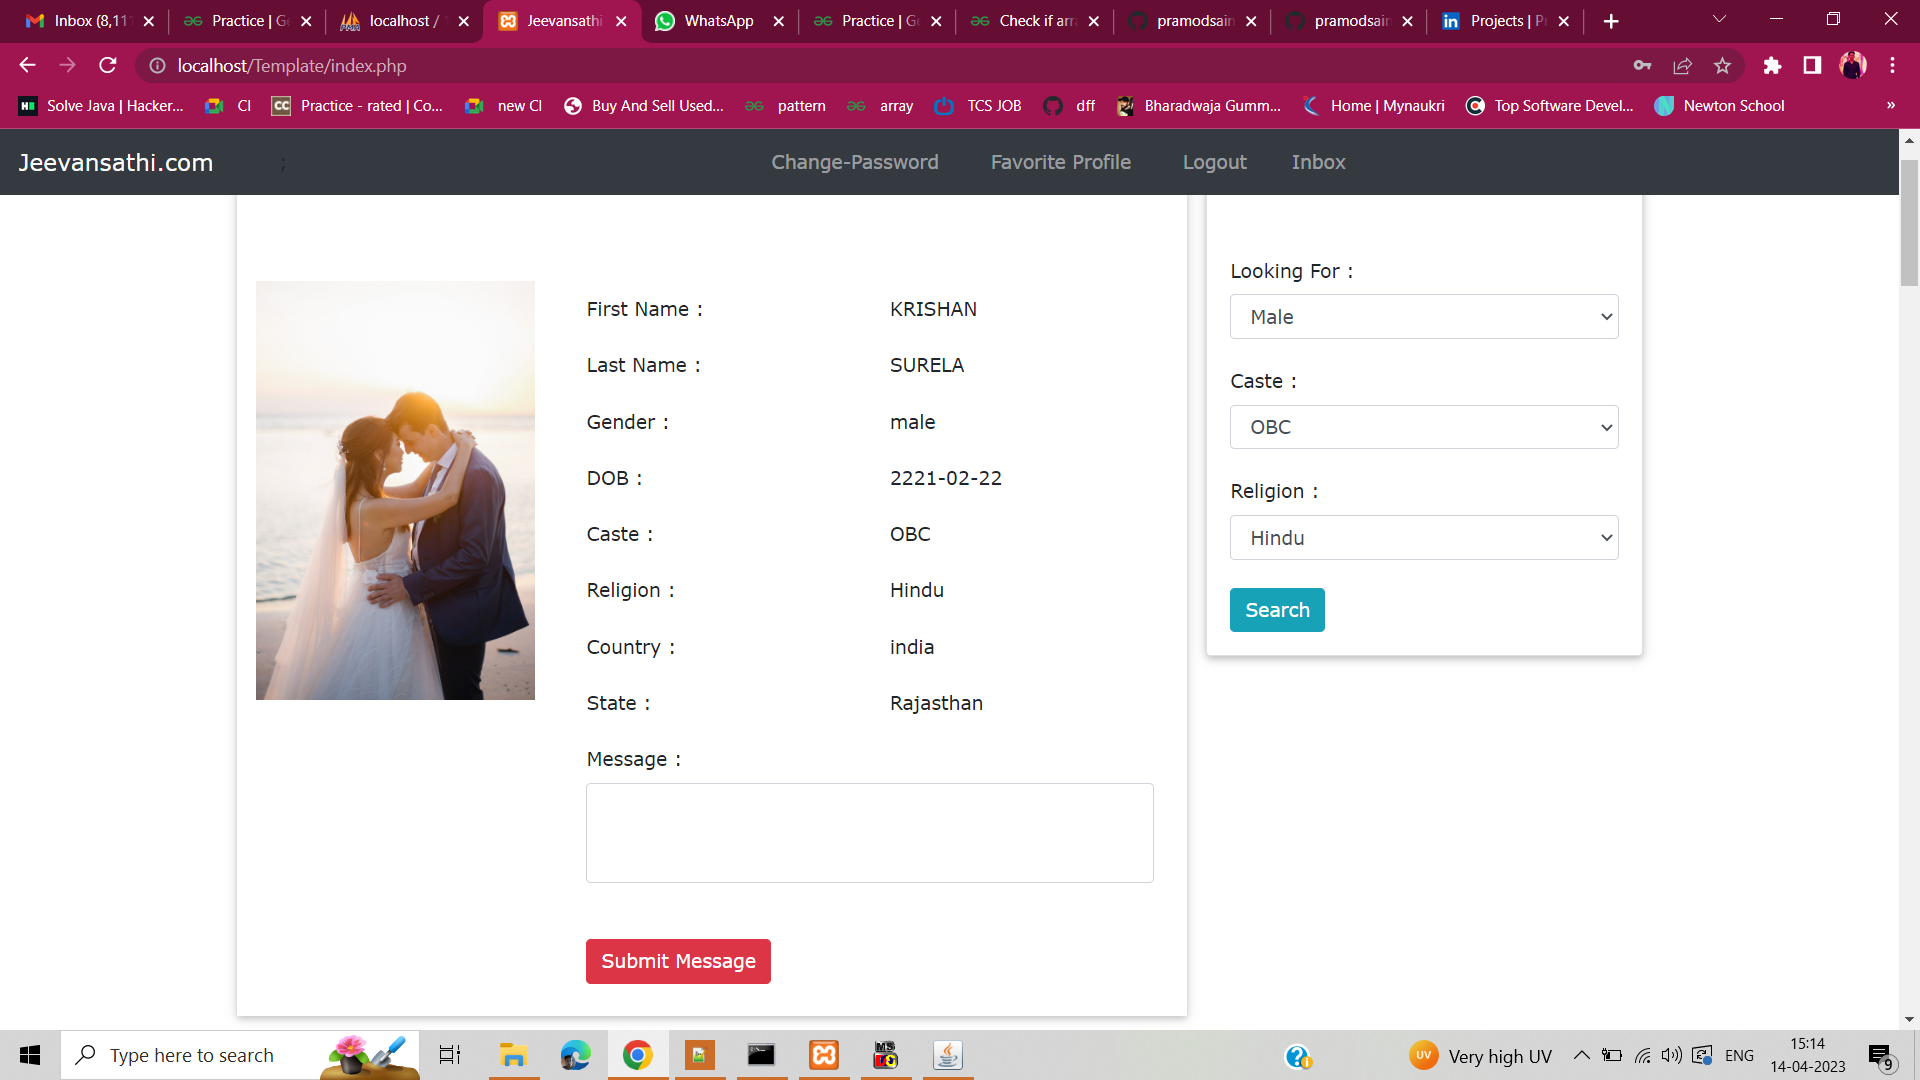 Inbox (8,11
Practice | G
localhost /
Jeevansathi
WhatsApp
Practice | G
Check if arr
pramodsain
pramodsain
Projects | P
localhost/Template/index.php
Solve Java | Hacker...
CI
Practice - rated | Co...
new CI
Buy And Sell Used...
pattern
array
TCS JOB
dff
Bharadwaja Gumm...
Home | Mynaukri
Top Software Devel...
Newton School
»
Jeevansathi.com
;
Change-Password
Favorite Profile
Logout
Inbox
First Name :
KRISHAN
Last Name :
SURELA
Gender :
male
DOB :
2221-02-22
Caste :
OBC
Religion :
Hindu
Country :
india
State :
Rajasthan
Message :
Submit Message
Looking For :
Male
Caste :
OBC
Religion :
Hindu
Search
Type here to search
UV
Very high UV
ENG
15:14
14-04-2023
9